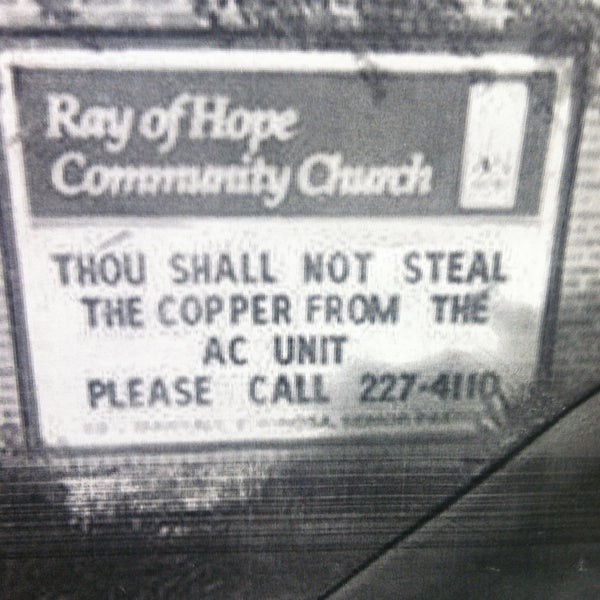 Ray of Hope
Community Church
THOU SHALL NOT STEAL
THE COPPER FROM THE
AC UNIT
PLEASE CALL 227-4110